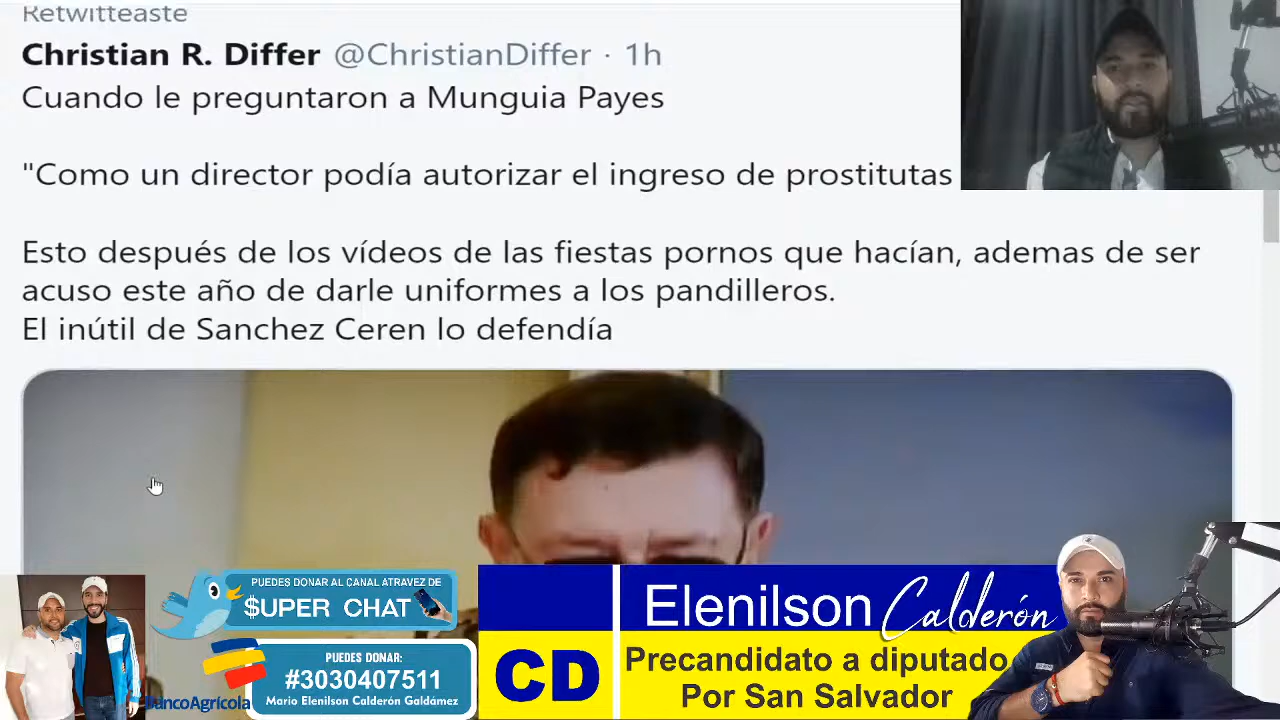 Retwitteaste
Christian R. Differ @ChristianDiffer · 1h
Cuando le preguntaron a Munguia Payes
"Como un director podía autorizar el ingreso de prostitutas
Esto después de los vídeos de las fiestas pornos que hacían, ademas de ser
acuso este año de darle uniformes a los pandilleros.
El inútil de Sanchez Ceren lo defendía
PUEDES DONAR AL CANAL ATRAVEZ DE
$UPER CHAT
BancoAgrícola
PUEDES DONAR:
#3030407511
Mario Elenilson Calderón Galdámez
Elenilson Calderón
CD
Precandidato a diputado
Por San Salvador